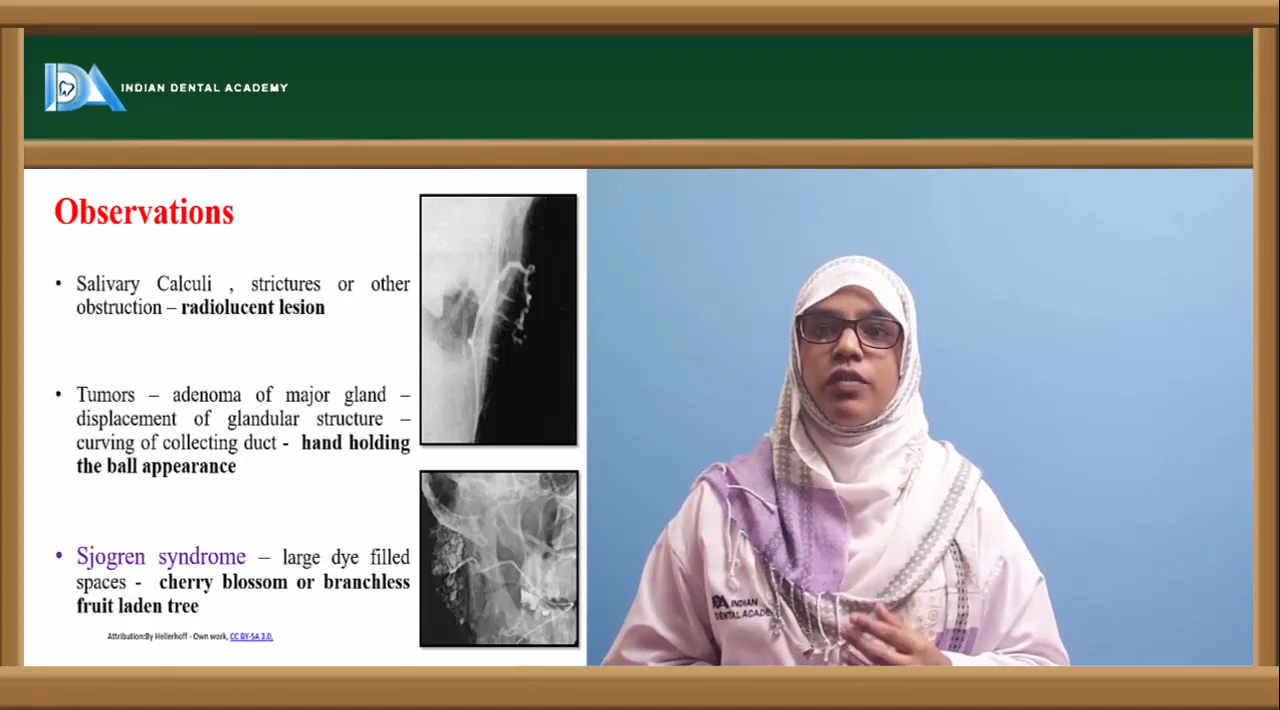 INDIAN DENTAL ACADEMY
Observations
• Salivary Calculi , strictures or other
obstruction – radiolucent lesion
• Tumors – adenoma of major gland –
displacement of glandular structure –
curving of collecting duct - hand holding
the ball appearance
• Sjogren syndrome – large dye filled
spaces - cherry blossom or branchless
fruit laden tree
Attribution:By Hellerhoff - Own work, CC BY-SA 3.0,
INDIAN
DENTAL ACADE